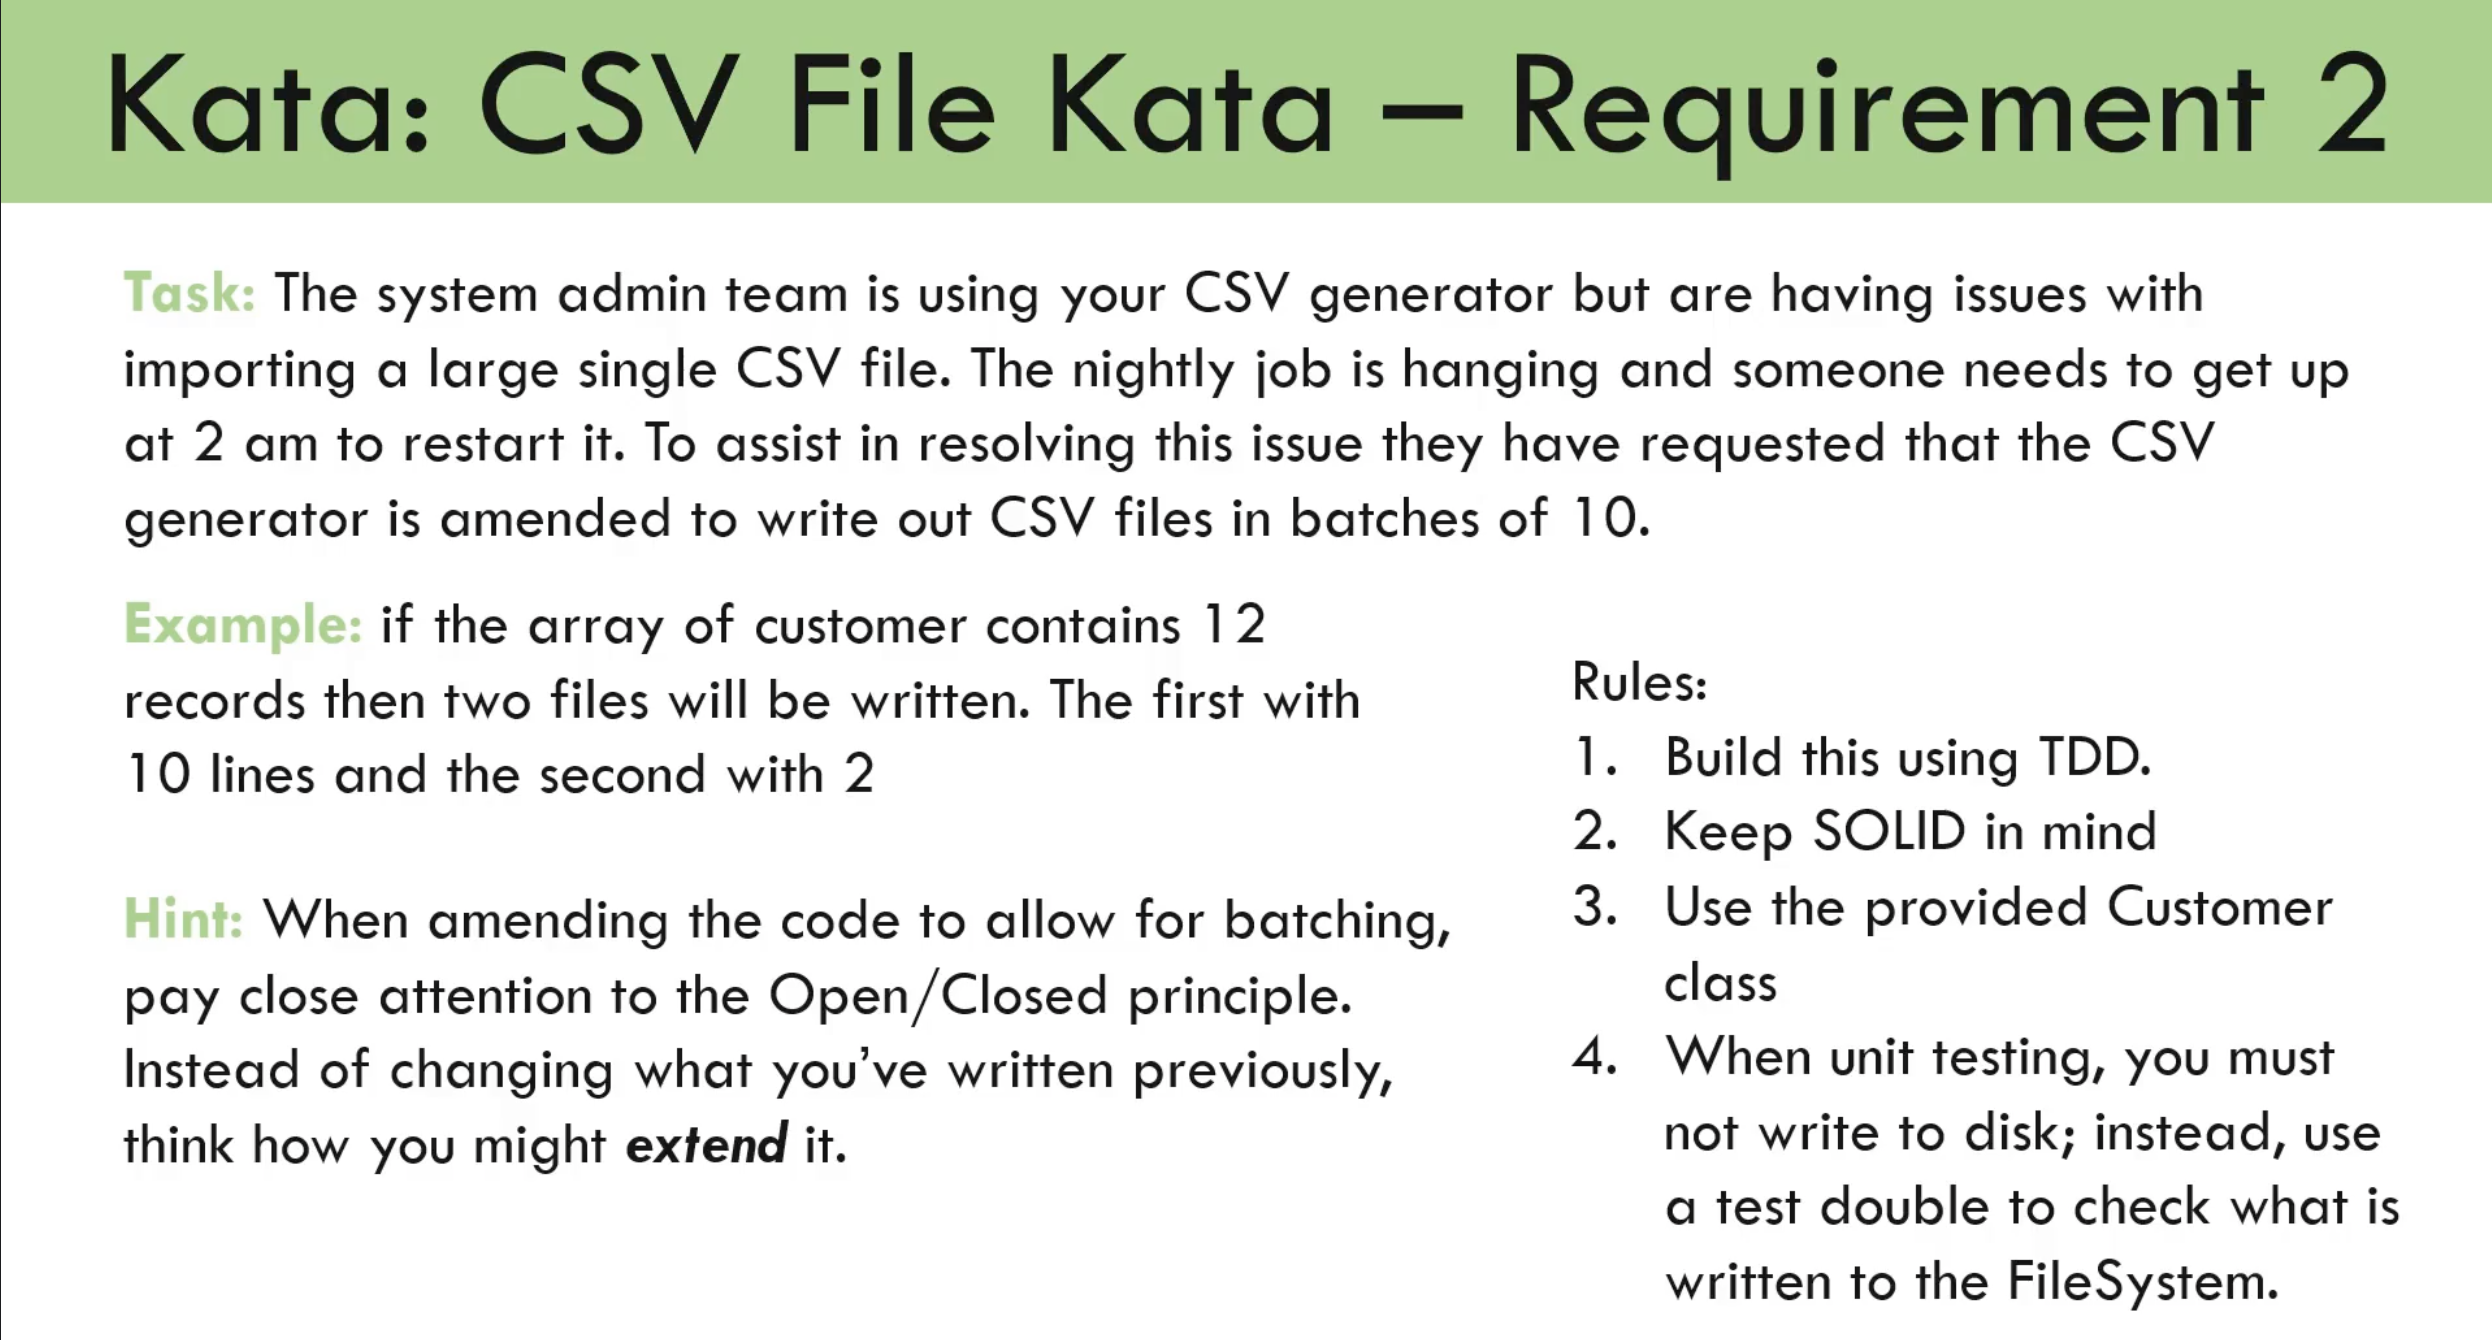 Kata: CSV File Kata – Requirement 2
Task: The system admin team is using your CSV generator but are having issues with
importing a large single CSV file. The nightly job is hanging and someone needs to get up
at 2 am to restart it. To assist in resolving this issue they have requested that the CSV
generator is amended to write out CSV files in batches of 10.
Example: if the array of customer contains 12
records then two files will be written. The first with
10 lines and the second with 2
Hint: When amending the code to allow for batching,
pay close attention to the Open/Closed principle.
Instead of changing what you’ve written previously,
think how you might extend it.
Rules:
1. Build this using TDD.
2. Keep SOLID in mind
3. Use the provided Customer
class
4. When unit testing, you must
not write to disk; instead, use
a test double to check what is
written to the FileSystem.